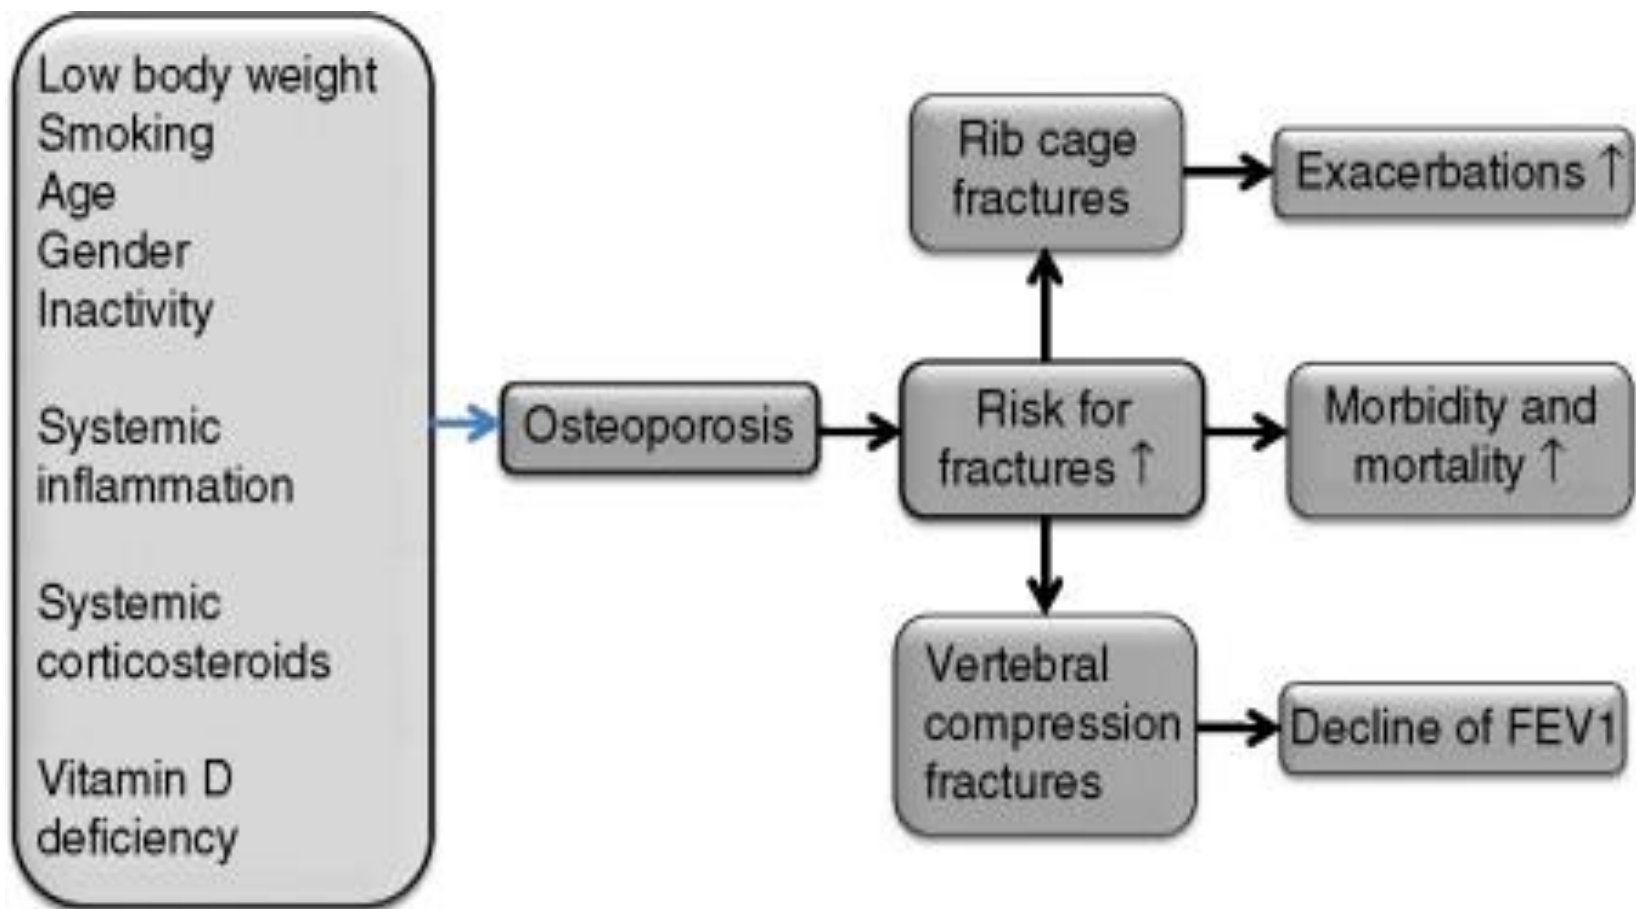 Low body weight
Smoking
Age
Gender
Inactivity
Systemic
inflammation
Systemic
corticosteroids
Vitamin D
deficiency
Osteoporosis
Risk for
fractures ↑
Rib cage
fractures
Exacerbations ↑
Morbidity and
mortality ↑
Vertebral
compression
fractures
Decline of FEV1